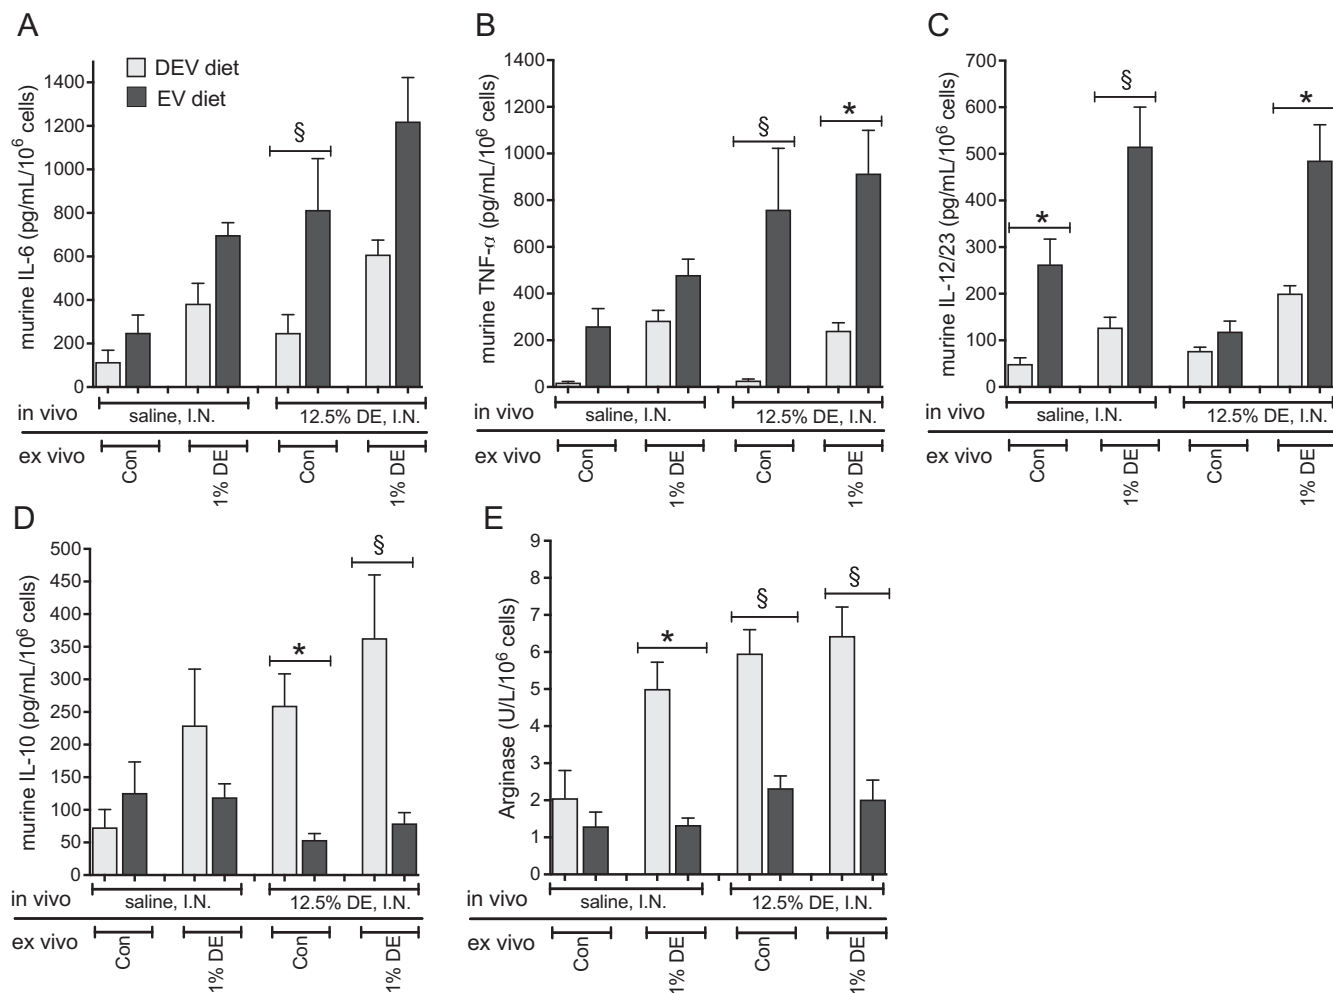 A
murine IL-6 (pg/mL/10⁶ cells)
1400
1200
1000
800
600
400
200
0
DEV diet
EV diet
§
in vivo
saline, I.N.
12.5% DE, I.N.
ex vivo
Con
1% DE
Con
1% DE
B
murine TNF-α (pg/mL/10⁶ cells)
1400
1200
1000
800
600
400
200
0
§
*
in vivo
saline, I.N.
12.5% DE, I.N.
ex vivo
Con
1% DE
Con
1% DE
C
murine IL-12/23 (pg/mL/10⁶ cells)
700
600
500
400
300
200
100
0
*
§
*
in vivo
saline, I.N.
12.5% DE, I.N.
ex vivo
Con
1% DE
Con
1% DE
D
murine IL-10 (pg/mL/10⁶ cells)
500
450
400
350
300
250
200
150
100
50
0
*
§
in vivo
saline, I.N.
12.5% DE, I.N.
ex vivo
Con
1% DE
Con
1% DE
E
Arginase (U/L/10⁶ cells)
9
8
7
6
5
4
3
2
1
0
*
§
§
in vivo
saline, I.N.
12.5% DE, I.N.
ex vivo
Con
1% DE
Con
1% DE